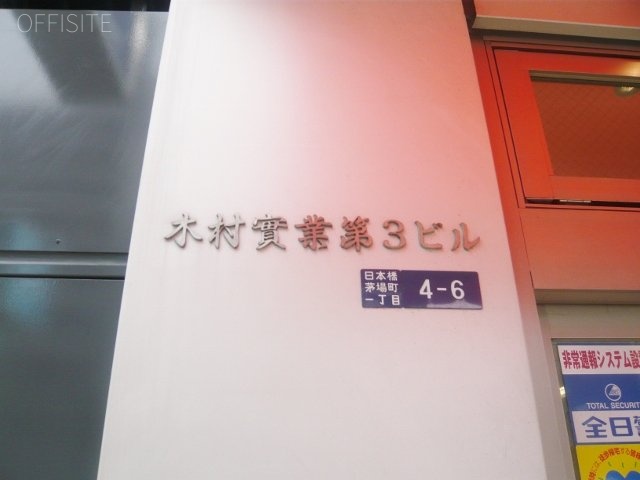 OFFISITE
木村實業第3ビル
日本橋
茅場町
一丁目
4-6
非常通報システム設
TOTAL SECURIT
全日警